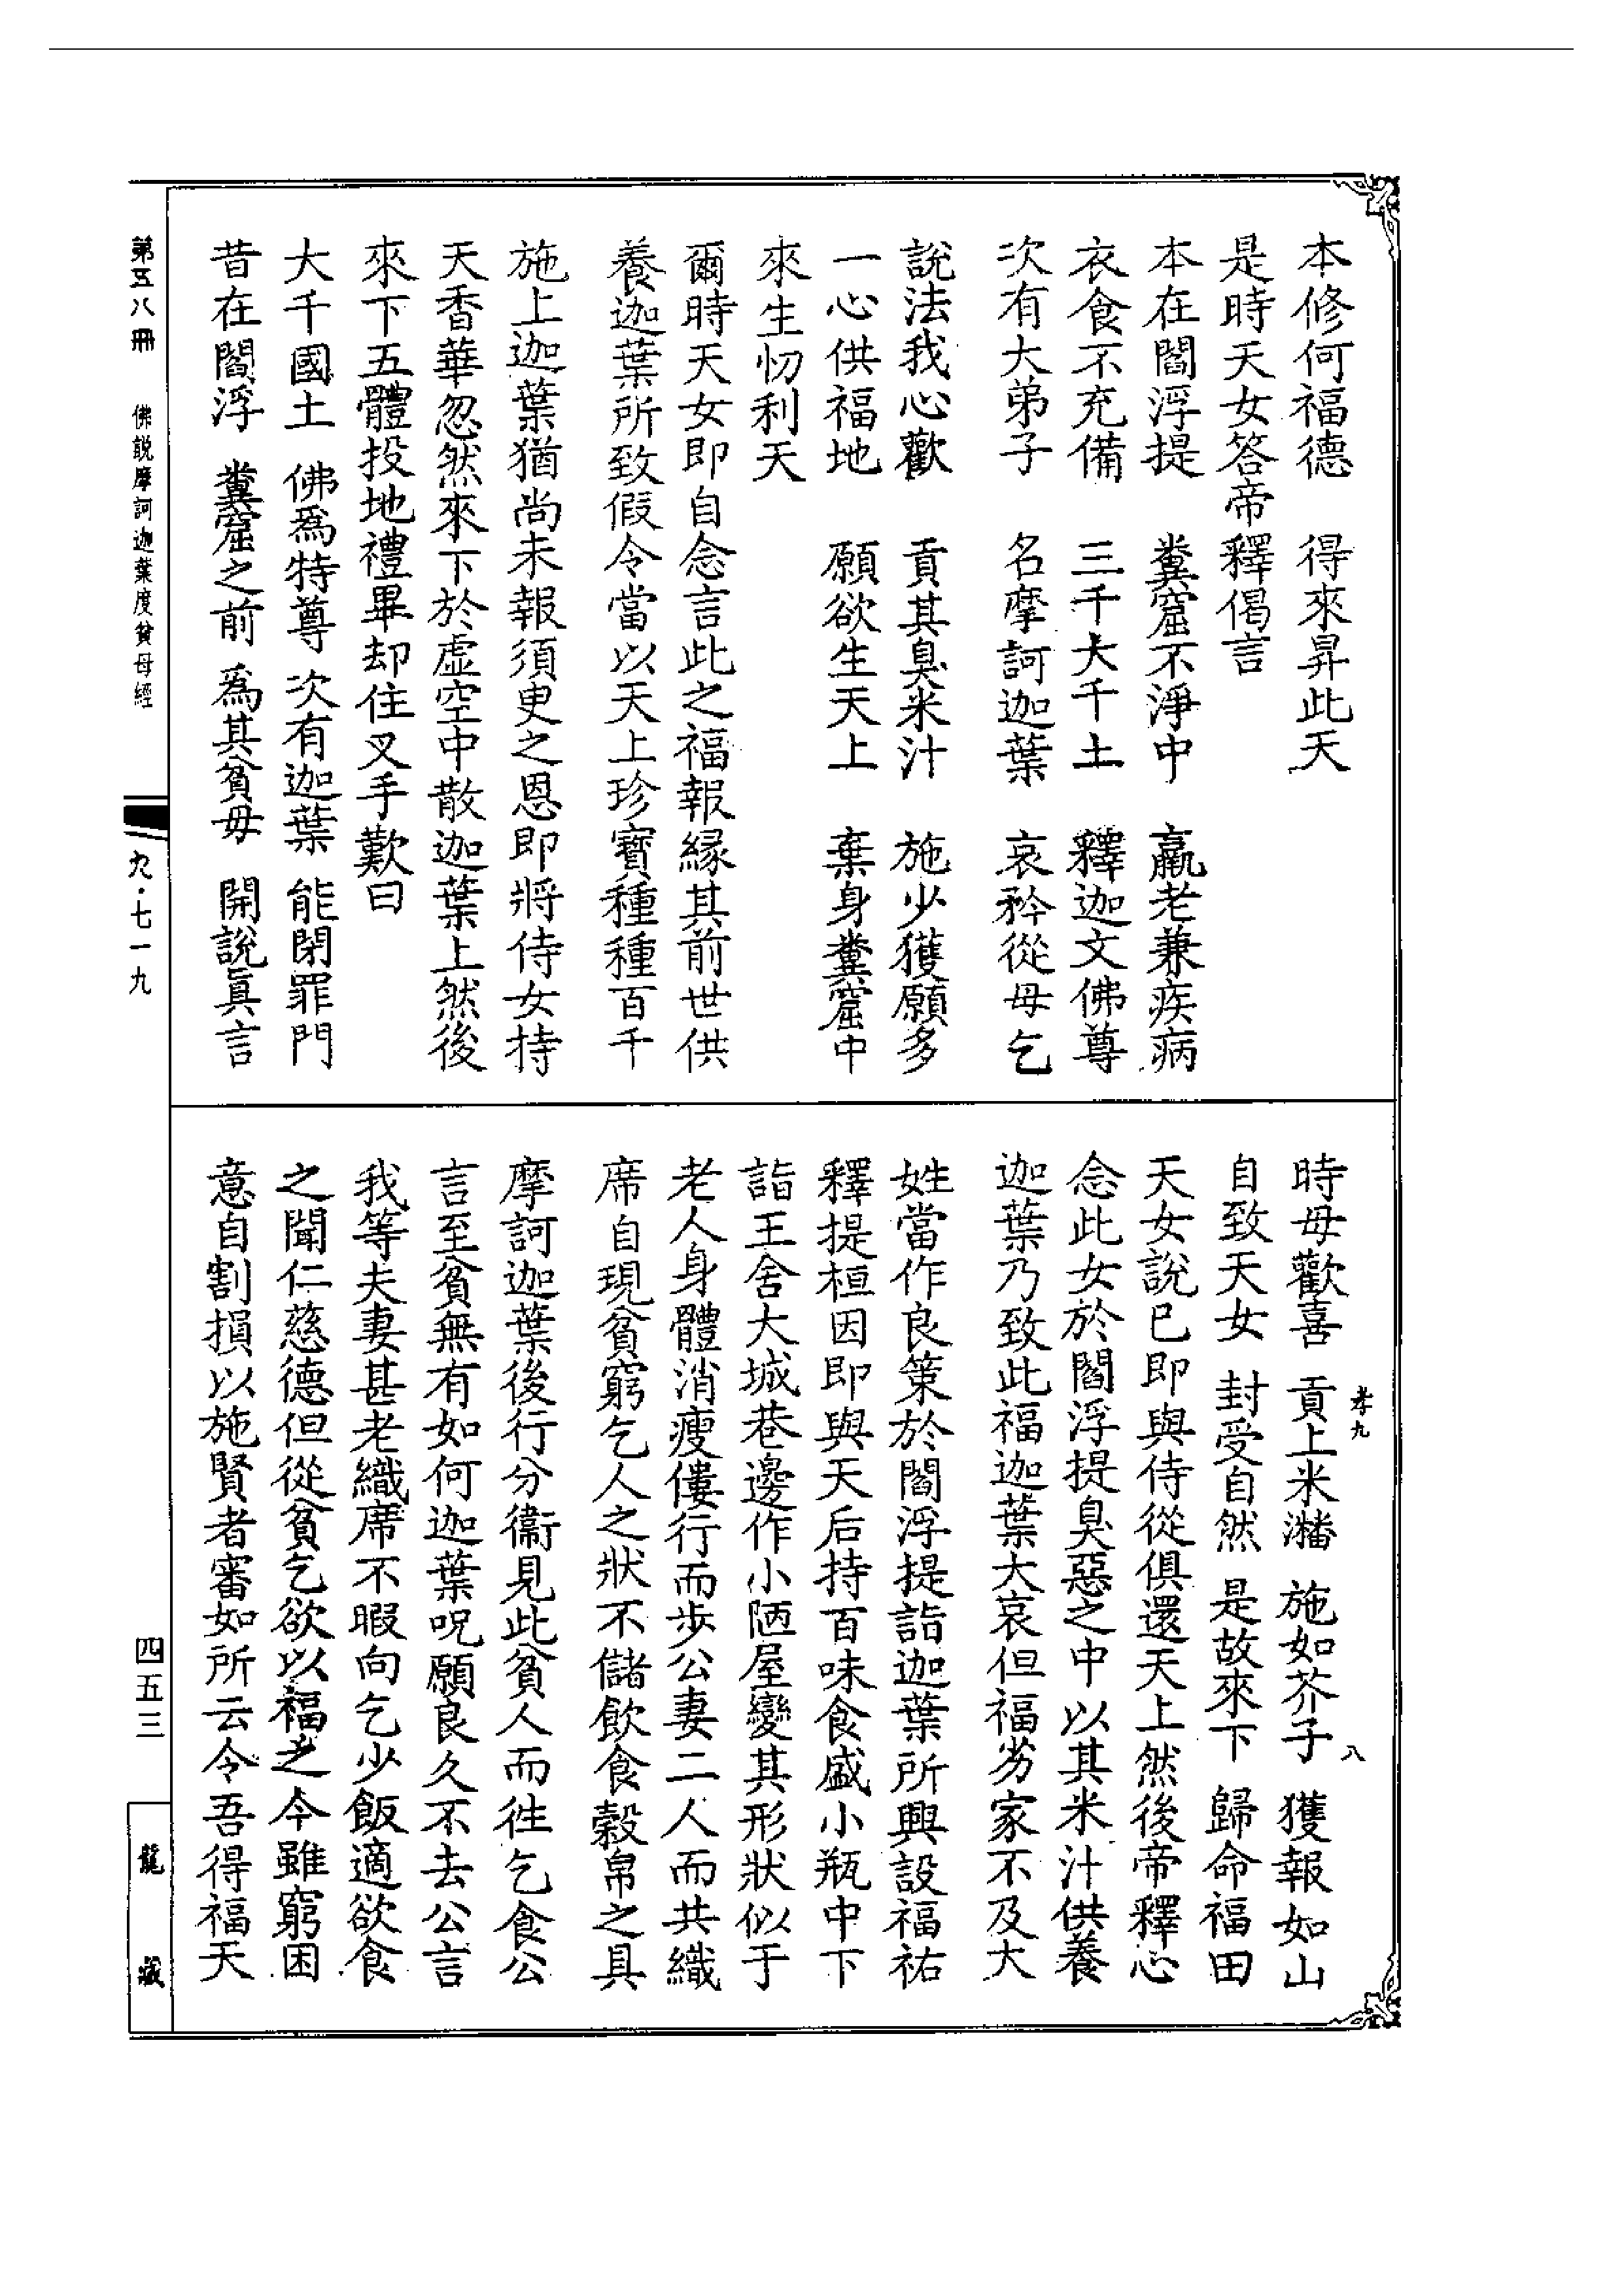 本修何福德　得來昇此天
是時天女答帝釋偈言
本在閻浮提　糞窟不淨中　羸老兼疾病
衣食不充備　三千大千土　釋迦文佛尊
次有大弟子　名摩訶迦葉　哀矜從母乞
說法我心歡　貢其臭米汁　施少獲願多
一心供福地　願欲生天上　棄身糞窟中
來生忉利天
爾時天女即自念言此之福報緣其前世供
養迦葉所致假令當以天上珍寶種種百千
施上迦葉猶尚未報須臾之恩即將侍女持
天香華忽然來下於虛空中散迦葉上然後
來下五體投地禮畢却住叉手歎曰
大千國土　佛爲特尊　次有迦葉　能閉罪門
昔在閻浮　糞窟之前　爲其貧母　開說眞言
時母歡喜　貢上米潘　施如芥子　獲報如山
自致天女　封受自然　是故來下　歸命福田
天女說已即與侍從俱還天上然後帝釋心
念此女於閻浮提臭惡之中以其米汁供養
迦葉乃致此福迦葉大哀但福劣家不及大
姓當作良策於閻浮提詣迦葉所興設福祐
釋提桓因即與天后持百味食盛小瓶中下
詣王舍大城巷邊作小陋屋變其形狀似于
老人身體消瘦僂行而步公妻二人而共織
席自現貧窮乞人之狀不儲飲食穀帛之具
摩訶迦葉後行分衞見此貧人而往乞食公
言至貧無有如何迦葉呪願良久不去公言
我等夫妻甚老織席不暇向乞少飯適欲食
之聞仁慈德但從貧乞欲以福之今雖窮困
意自割損以施賢者審如所云令吾得福天
孝九
八
第五八冊　佛説摩訶迦葉度貧母經
九·七一九
四五三
龍藏